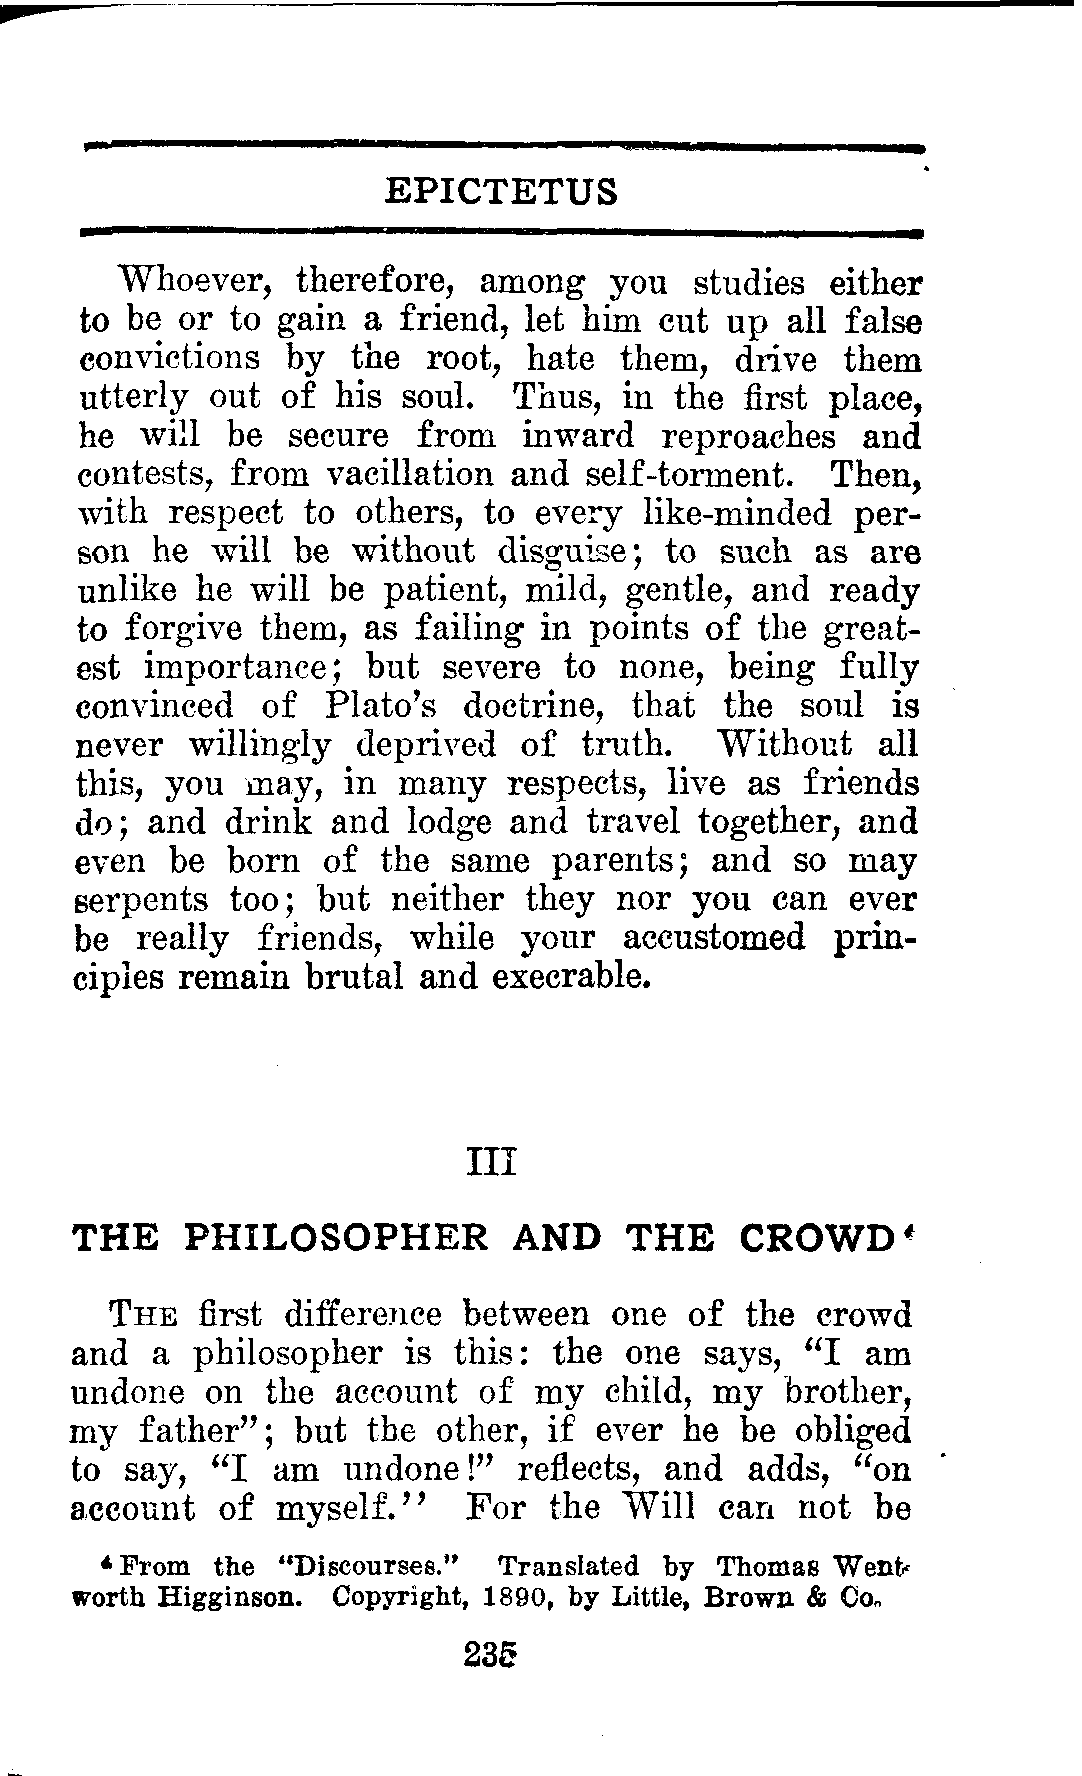 EPICTETUS
Whoever, therefore, among you studies either
to be or to gain a friend, let him cut up all false
convictions by the root, hate them, drive them
utterly out of his soul. Thus, in the first place,
he will be secure from inward reproaches and
contests, from vacillation and self-torment. Then,
with respect to others, to every like-minded per-
son he will be without disguise; to such as are
unlike he will be patient, mild, gentle, and ready
to forgive them, as failing in points of the great-
est importance; but severe to none, being fully
convinced of Plato's doctrine, that the soul is
never willingly deprived of truth. Without all
this, you may, in many respects, live as friends
do; and drink and lodge and travel together, and
even be born of the same parents; and so may
serpents too; but neither they nor you can ever
be really friends, while your accustomed prin-
ciples remain brutal and execrable.
III
THE PHILOSOPHER AND THE CROWD⁴
THE first difference between one of the crowd
and a philosopher is this: the one says, "I am
undone on the account of my child, my brother,
my father"; but the other, if ever he be obliged
to say, "I am undone!" reflects, and adds, "on
account of myself." For the Will can not be
⁴ From the "Discourses." Translated by Thomas Went-
worth Higginson. Copyright, 1890, by Little, Brown & Co.
235